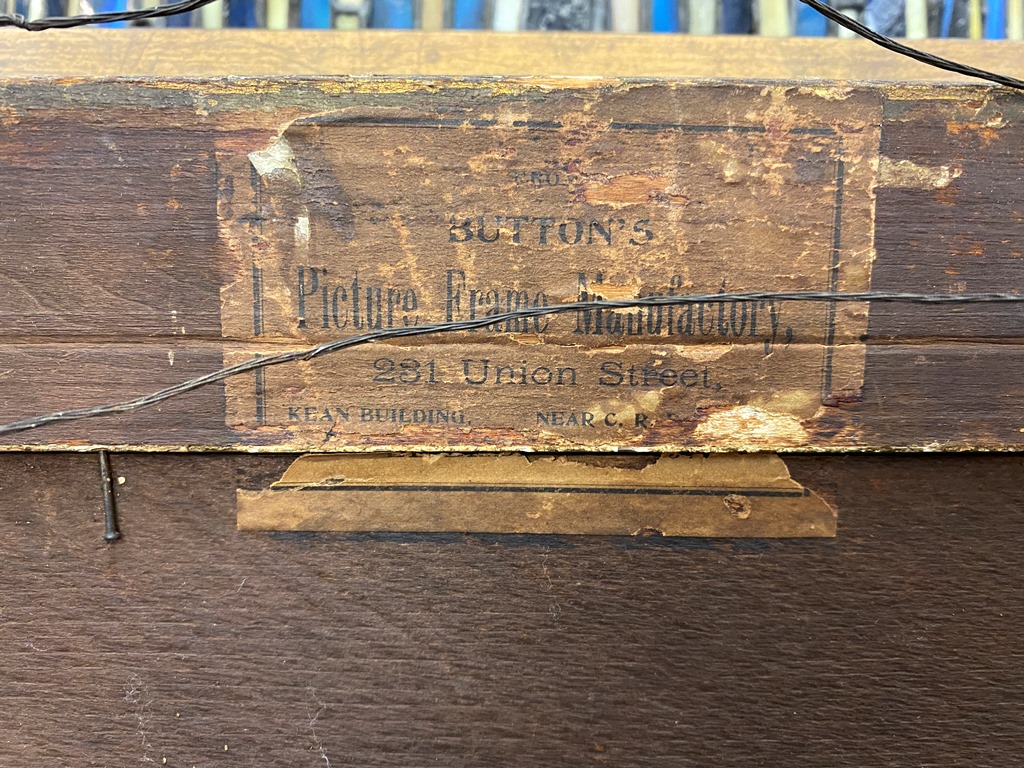 BUTTON'S
Picture Frame Manufactory,
231 Union Street,
KEAN BUILDING, NEAR C. R.